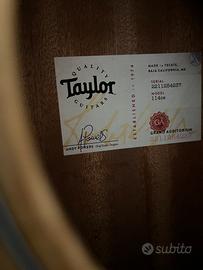 QUALITY
Taylor
GUITARS
ESTABLISHED 1974
MADE IN TECATE,
BAJA CALIFORNIA, MX
SERIAL
MODEL
114ce
GA
GRAND AUDITORIUM
ANDY POWERS
subito